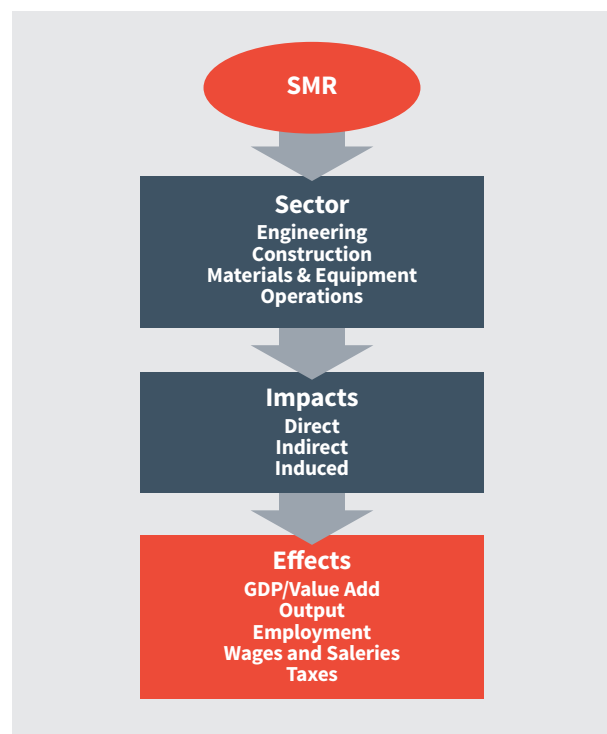 SMR
Sector
Engineering
Construction
Materials & Equipment
Operations
Impacts
Direct
Indirect
Induced
Effects
GDP/Value Add
Output
Employment
Wages and Saleries
Taxes